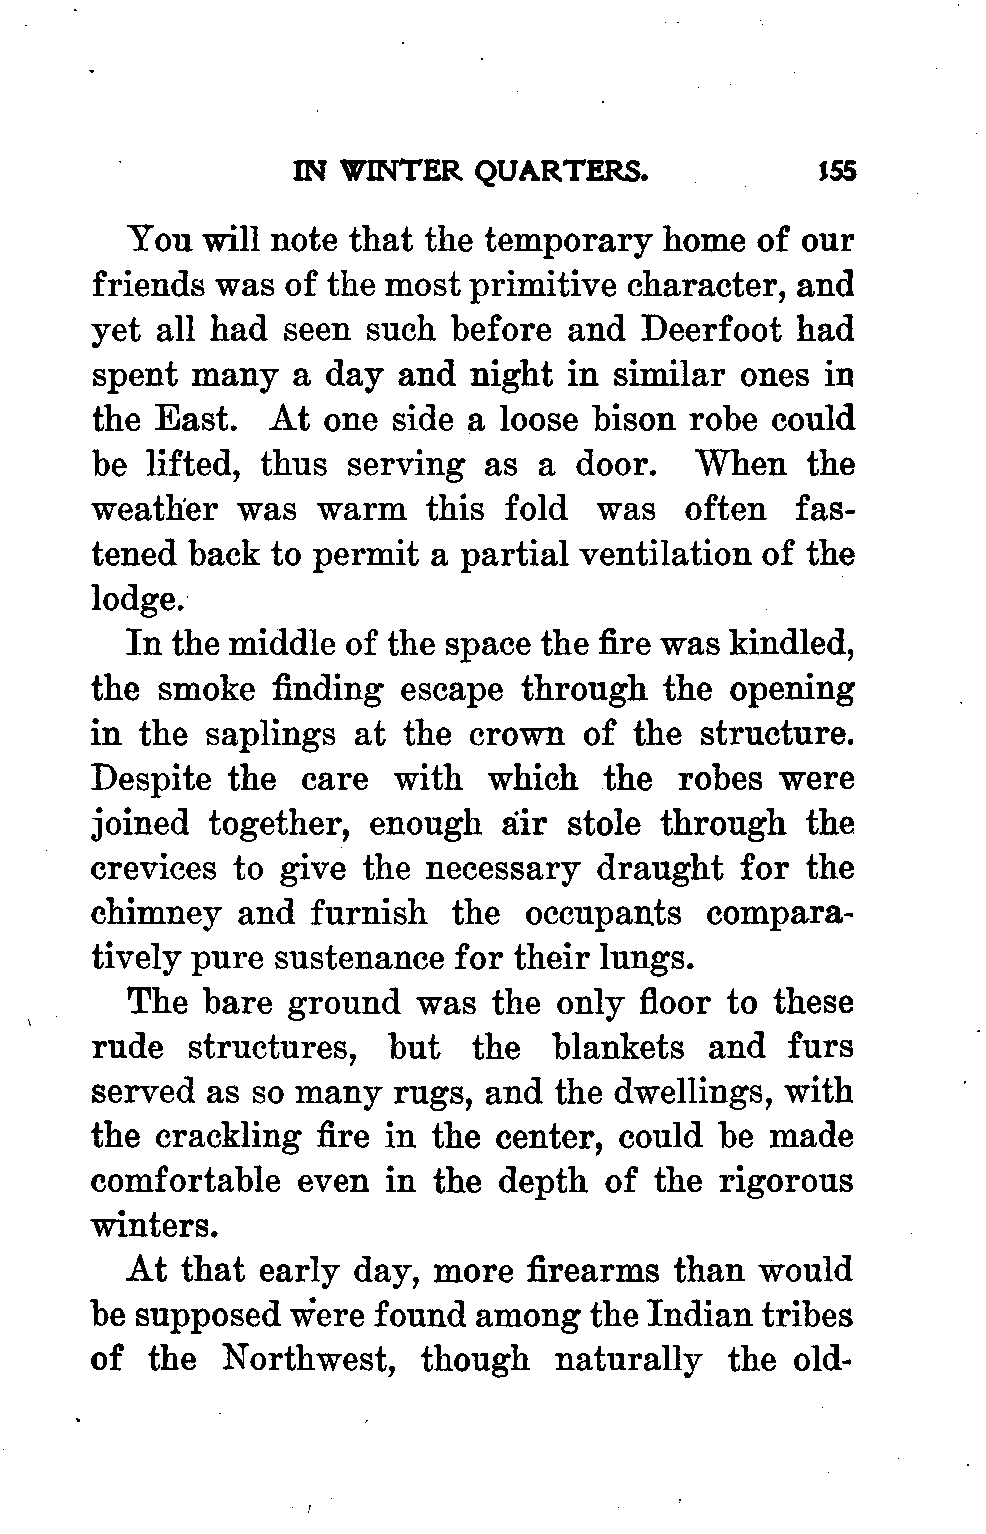 IN WINTER QUARTERS. 155
You will note that the temporary home of our
friends was of the most primitive character, and
yet all had seen such before and Deerfoot had
spent many a day and night in similar ones in
the East. At one side a loose bison robe could
be lifted, thus serving as a door. When the
weather was warm this fold was often fas-
tened back to permit a partial ventilation of the
lodge.
In the middle of the space the fire was kindled,
the smoke finding escape through the opening
in the saplings at the crown of the structure.
Despite the care with which the robes were
joined together, enough air stole through the
crevices to give the necessary draught for the
chimney and furnish the occupants compara-
tively pure sustenance for their lungs.
The bare ground was the only floor to these
rude structures, but the blankets and furs
served as so many rugs, and the dwellings, with
the crackling fire in the center, could be made
comfortable even in the depth of the rigorous
winters.
At that early day, more firearms than would
be supposed were found among the Indian tribes
of the Northwest, though naturally the old-